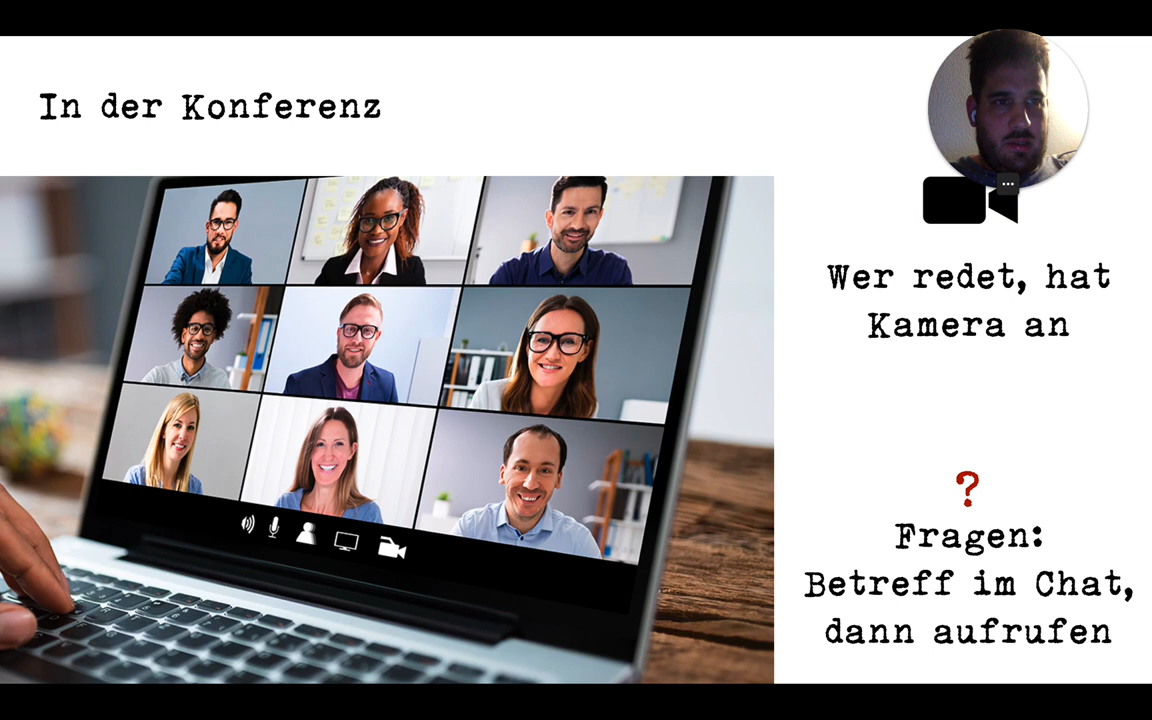 In der Konferenz
Wer redet, hat
Kamera an
?
Fragen:
Betreff im Chat,
dann aufrufen